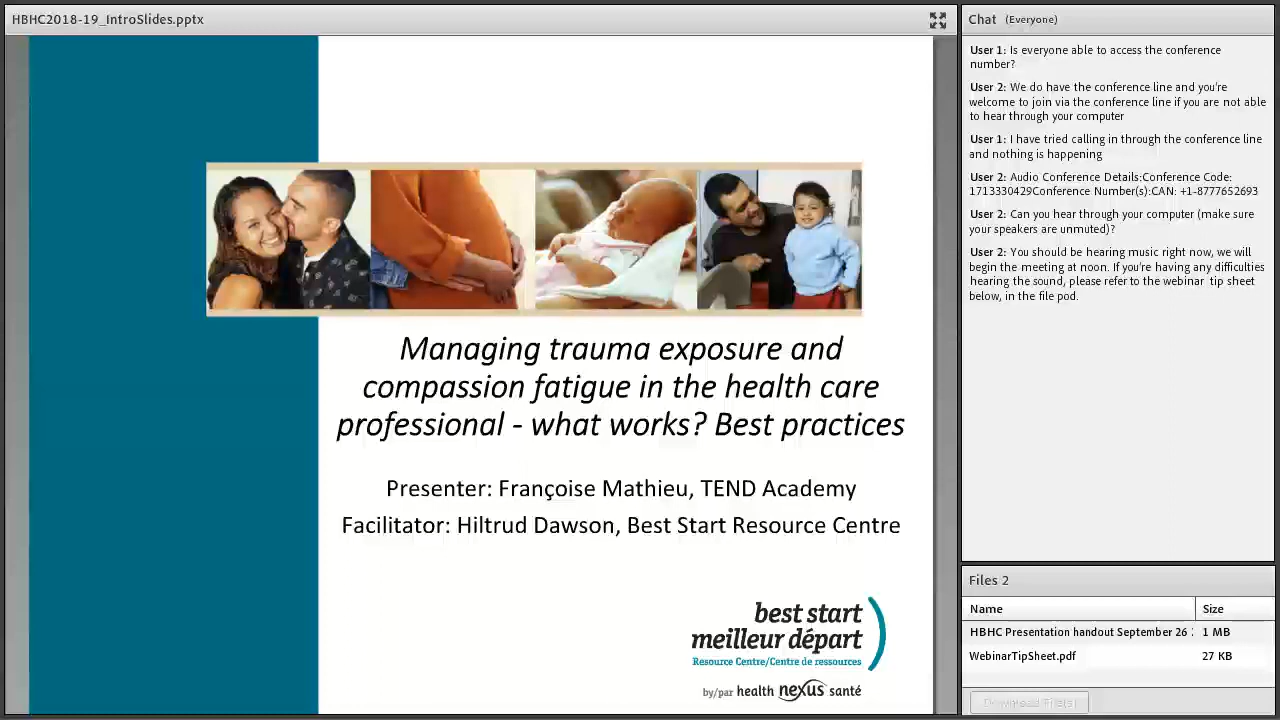 HBHC2018-19_IntroSlides.pptx
Managing trauma exposure and
compassion fatigue in the health care
professional - what works? Best practices
Presenter: Françoise Mathieu, TEND Academy
Facilitator: Hiltrud Dawson, Best Start Resource Centre
best start
meilleur départ
Resource Centre/Centre de ressources
by/par health nexus santé
Chat (Everyone)
User 1: Is everyone able to access the conference
number?
User 2: We do have the conference line and you're
welcome to join via the conference line if you are not able
to hear through your computer
User 1: I have tried calling in through the conference line
and nothing is happening
User 2: Audio Conference Details:Conference Code:
1713330429Conference Number(s):CAN: +1-8777652693
User 2: Can you hear through your computer (make sure
your speakers are unmuted)?
User 2: You should be hearing music right now, we will
begin the meeting at noon. If you're having any difficulties
hearing the sound, please refer to the webinar tip sheet
below, in the file pod.
Files 2
Name Size
HBHC Presentation handout September 26 1 MB
WebinarTipSheet.pdf 27 KB
Download File(s)